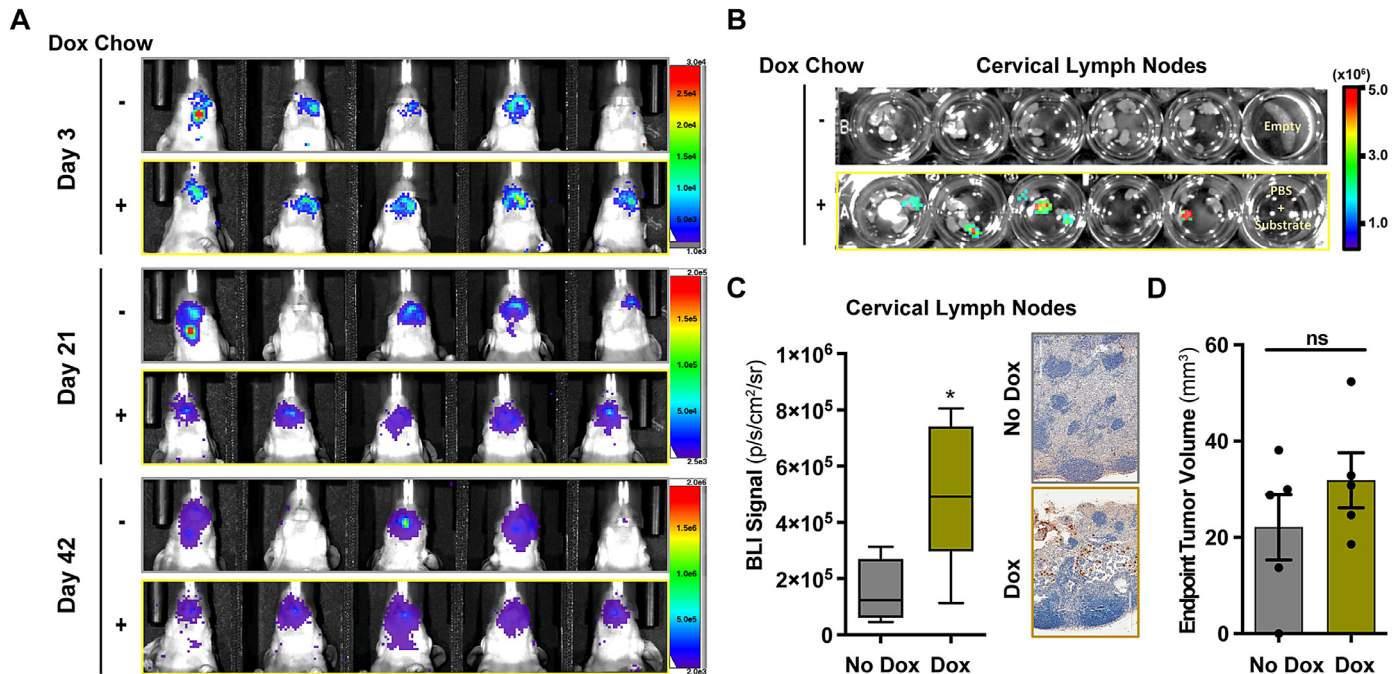 A
Dox Chow
Day 3
-
+
3.0e4
2.5e4
2.0e4
1.5e4
1.0e4
5.0e3
1.0e3
Day 21
-
+
2.0e5
1.5e5
1.0e5
5.0e4
2.5e3
Day 42
-
+
2.0e6
1.5e6
1.0e6
5.0e5
2.0e3
B
Dox Chow
Cervical Lymph Nodes
(x10⁶)
-
B
Empty
+
A
PBS
+
Substrate
5.0
3.0
1.0
C
Cervical Lymph Nodes
BLI Signal (p/s/cm²/sr)
1×10⁶
8×10⁵
6×10⁵
4×10⁵
2×10⁵
0
*
No Dox
Dox
No Dox
Dox
D
Endpoint Tumor Volume (mm³)
60
40
20
0
ns
No Dox
Dox